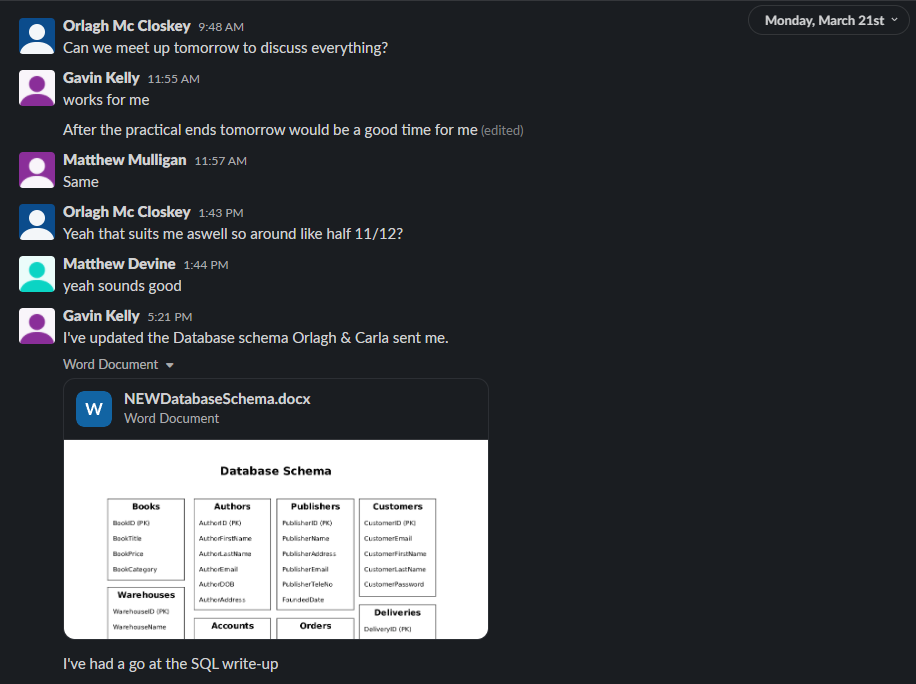 Monday, March 21st
Orlagh Mc Closkey 9:48 AM
Can we meet up tomorrow to discuss everything?
Gavin Kelly 11:55 AM
works for me
After the practical ends tomorrow would be a good time for me (edited)
Matthew Mulligan 11:57 AM
Same
Orlagh Mc Closkey 1:43 PM
Yeah that suits me aswell so around like half 11/12?
Matthew Devine 1:44 PM
yeah sounds good
Gavin Kelly 5:21 PM
I've updated the Database schema Orlagh & Carla sent me.
Word Document
W
NEWDatabaseSchema.docx
Word Document
Database Schema
Books
BookID (PK)
BookTitle
BookPrice
BookCategory
Authors
AuthorID (PK)
AuthorFirstName
AuthorLastName
AuthorEmail
AuthorDOB
AuthorAddress
Publishers
PublisherID (PK)
PublisherName
PublisherAddress
PublisherEmail
PublisherTeleNo
FoundedDate
Customers
CustomerID (PK)
CustomerEmail
CustomerFirstName
CustomerLastName
CustomerPassword
Warehouses
WarehouseID (PK)
WarehouseName
Accounts
Orders
Deliveries
DeliveryID (PK)
I've had a go at the SQL write-up